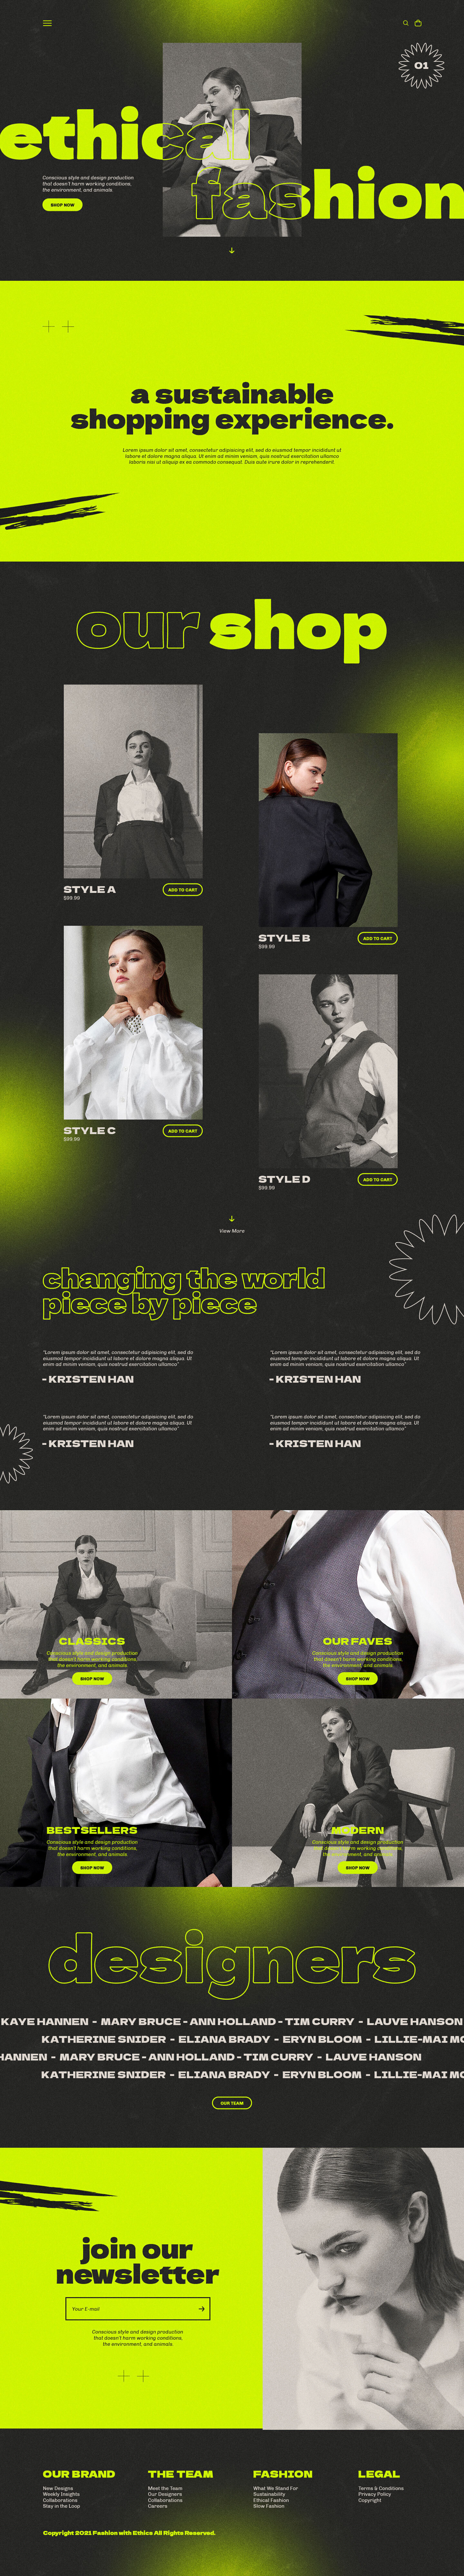 01
ethical
fashion
Conscious style and design production
that doesn't harm working conditions,
the environment, and animals.
SHOP NOW
a sustainable
shopping experience.
Lorem ipsum dolor sit amet, consectetur adipisicing elit, sed do eiusmod tempor incididunt ut
labore et dolore magna aliqua. Ut enim ad minim veniam, quis nostrud exercitation ullamco
laboris nisi ut aliquip ex ea commodo consequat. Duis aute irure dolor in reprehenderit.
our shop
STYLE A
$99.99
ADD TO CART
STYLE B
$99.99
ADD TO CART
STYLE C
$99.99
ADD TO CART
STYLE D
$99.99
ADD TO CART
View More
changing the world
piece by piece
"Lorem ipsum dolor sit amet, consectetur adipisicing elit, sed do
eiusmod tempor incididunt ut labore et dolore magna aliqua. Ut
enim ad minim veniam, quis nostrud exercitation ullamco"
- KRISTEN HAN
"Lorem ipsum dolor sit amet, consectetur adipisicing elit, sed do
eiusmod tempor incididunt ut labore et dolore magna aliqua. Ut
enim ad minim veniam, quis nostrud exercitation ullamco"
- KRISTEN HAN
"Lorem ipsum dolor sit amet, consectetur adipisicing elit, sed do
eiusmod tempor incididunt ut labore et dolore magna aliqua. Ut
enim ad minim veniam, quis nostrud exercitation ullamco"
- KRISTEN HAN
"Lorem ipsum dolor sit amet, consectetur adipisicing elit, sed do
eiusmod tempor incididunt ut labore et dolore magna aliqua. Ut
enim ad minim veniam, quis nostrud exercitation ullamco"
- KRISTEN HAN
CLASSICS
Conscious style and design production
that doesn't harm working conditions,
the environment, and animals.
SHOP NOW
OUR FAVES
Conscious style and design production
that doesn't harm working conditions,
the environment, and animals.
SHOP NOW
BESTSELLERS
Conscious style and design production
that doesn't harm working conditions,
the environment, and animals.
SHOP NOW
MODERN
Conscious style and design production
that doesn't harm working conditions,
the environment, and animals.
SHOP NOW
designers
KAYE HANNEN - MARY BRUCE - ANN HOLLAND - TIM CURRY - LAUVE HANSON
KATHERINE SNIDER - ELIANA BRADY - ERYN BLOOM - LILLIE-MAI MO
HANNEN - MARY BRUCE - ANN HOLLAND - TIM CURRY - LAUVE HANSON
KATHERINE SNIDER - ELIANA BRADY - ERYN BLOOM - LILLIE-MAI MO
OUR TEAM
join our
newsletter
Your E-mail
Conscious style and design production
that doesn't harm working conditions,
the environment, and animals.
OUR BRAND
New Designs
Weekly Insights
Collaborations
Stay in the Loop
THE TEAM
Meet the Team
Our Designers
Collaborations
Careers
FASHION
What We Stand For
Sustainability
Ethical Fashion
Slow Fashion
LEGAL
Terms & Conditions
Privacy Policy
Copyright
Copyright 2021 Fashion with Ethics All Rights Reserved.